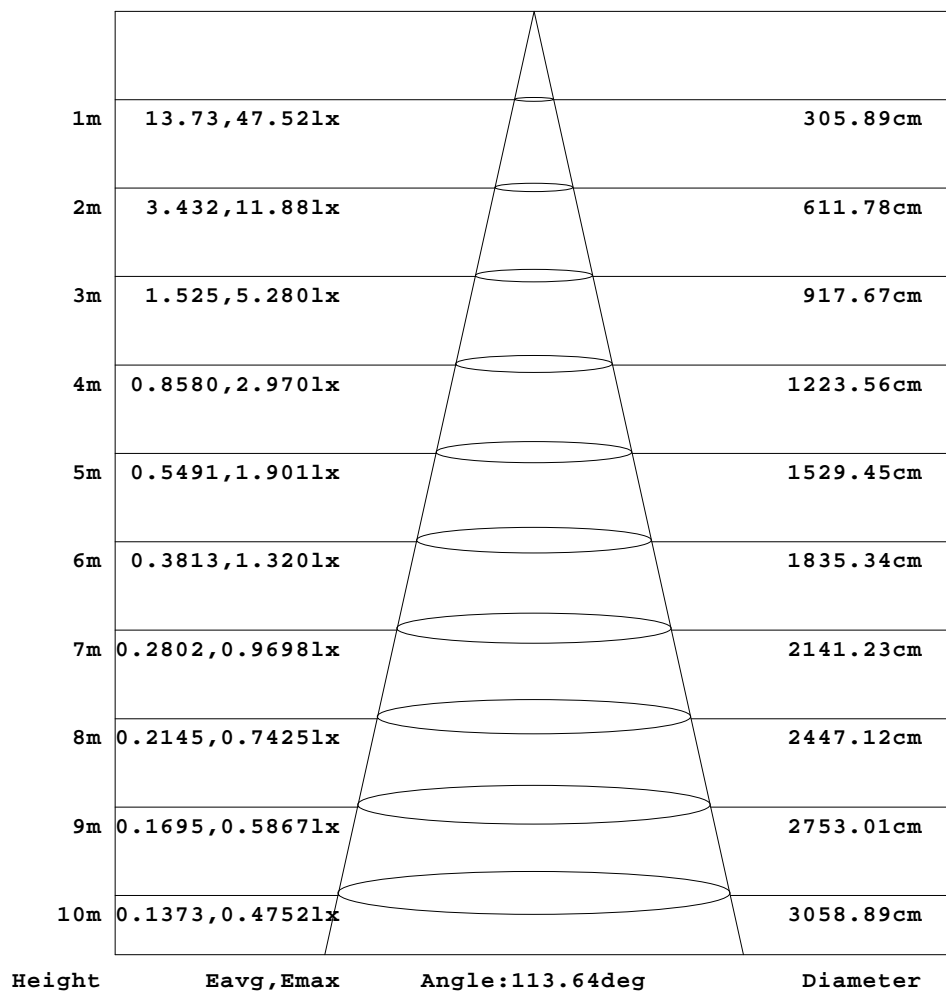 1m 13.73,47.52lx 305.89cm
2m 3.432,11.88lx 611.78cm
3m 1.525,5.280lx 917.67cm
4m 0.8580,2.970lx 1223.56cm
5m 0.5491,1.901lx 1529.45cm
6m 0.3813,1.320lx 1835.34cm
7m 0.2802,0.9698lx 2141.23cm
8m 0.2145,0.7425lx 2447.12cm
9m 0.1695,0.5867lx 2753.01cm
10m 0.1373,0.4752lx 3058.89cm
Height Eavg,Emax Angle:113.64deg Diameter